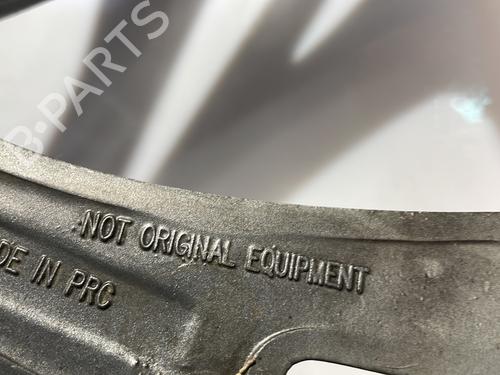 B-PARTS
NOT ORIGINAL EQUIPMENT
DE IN PRC